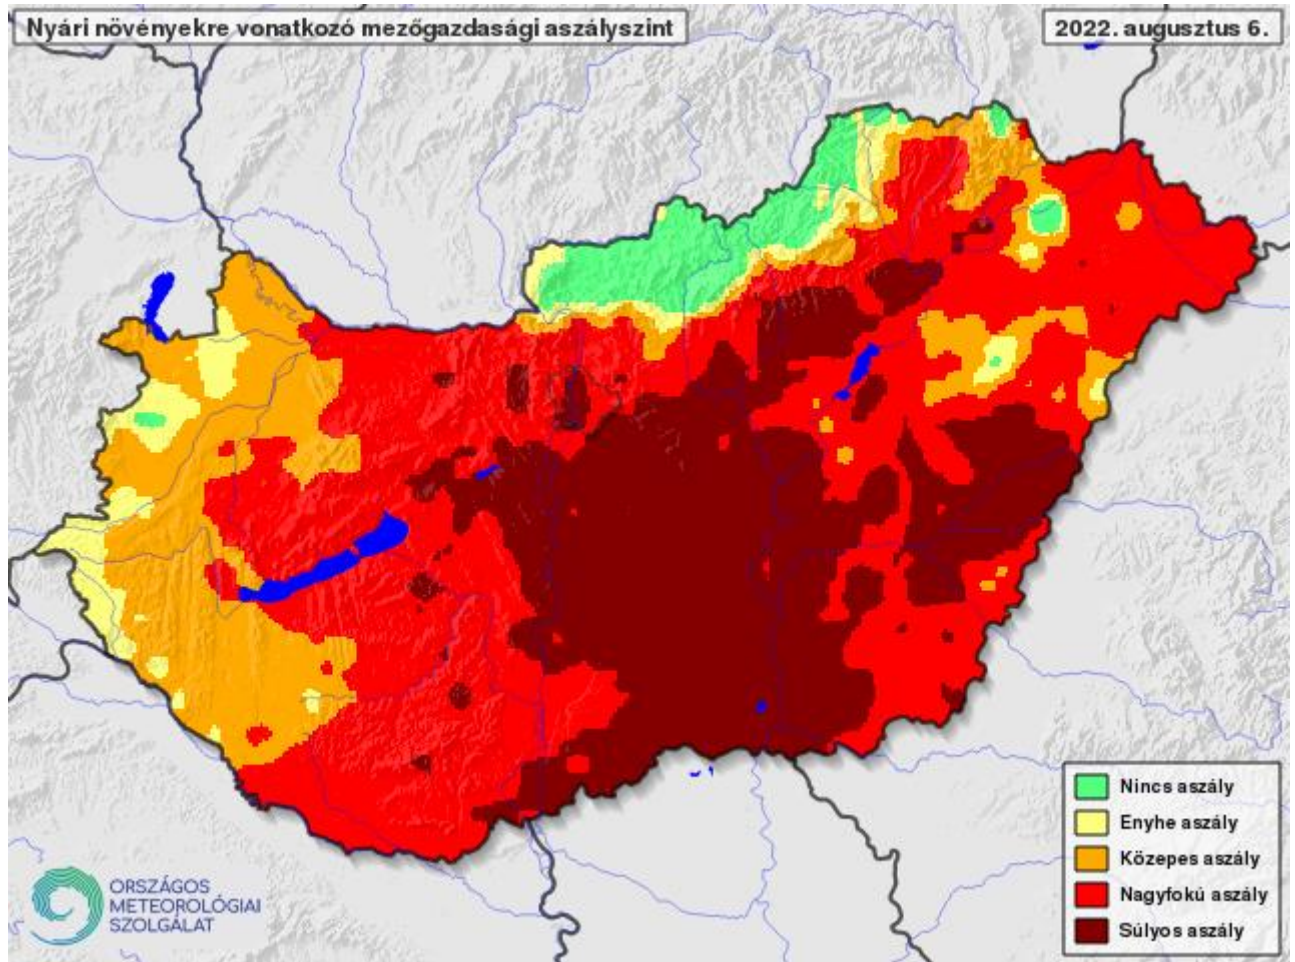 Nyári növényekre vonatkozó mezőgazdasági aszályszint
2022. augusztus 6.
Nincs aszály
Enyhe aszály
Közepes aszály
Nagyfokú aszály
Súlyos aszály
ORSZÁGOS
METEOROLÓGIAI
SZOLGÁLAT